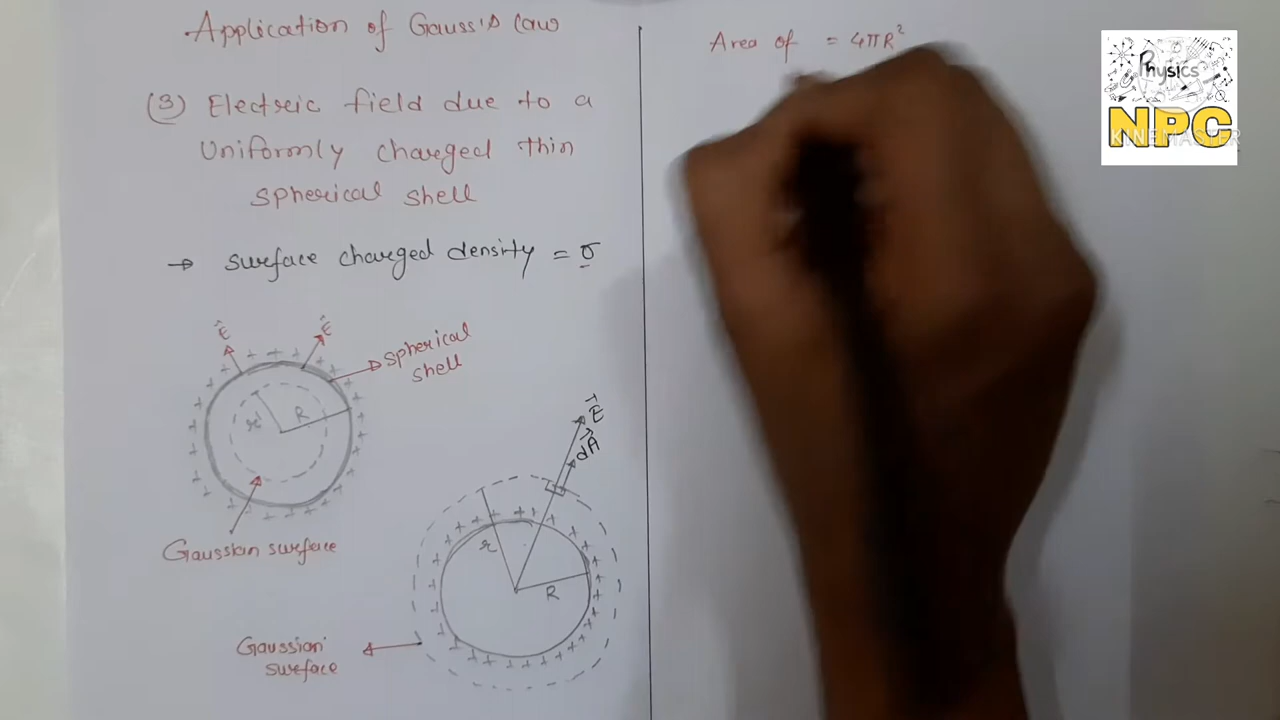 Application of Gauss's law
(3) Electric field due to a
Uniformly charged thin
spherical shell
→ surface charged density = σ
E
E
spherical
shell
R
r
Gaussian surface
E
dA
r
R
Gaussian
surface
Area of = 4πR²
Physics
NPC
KINEMASTER